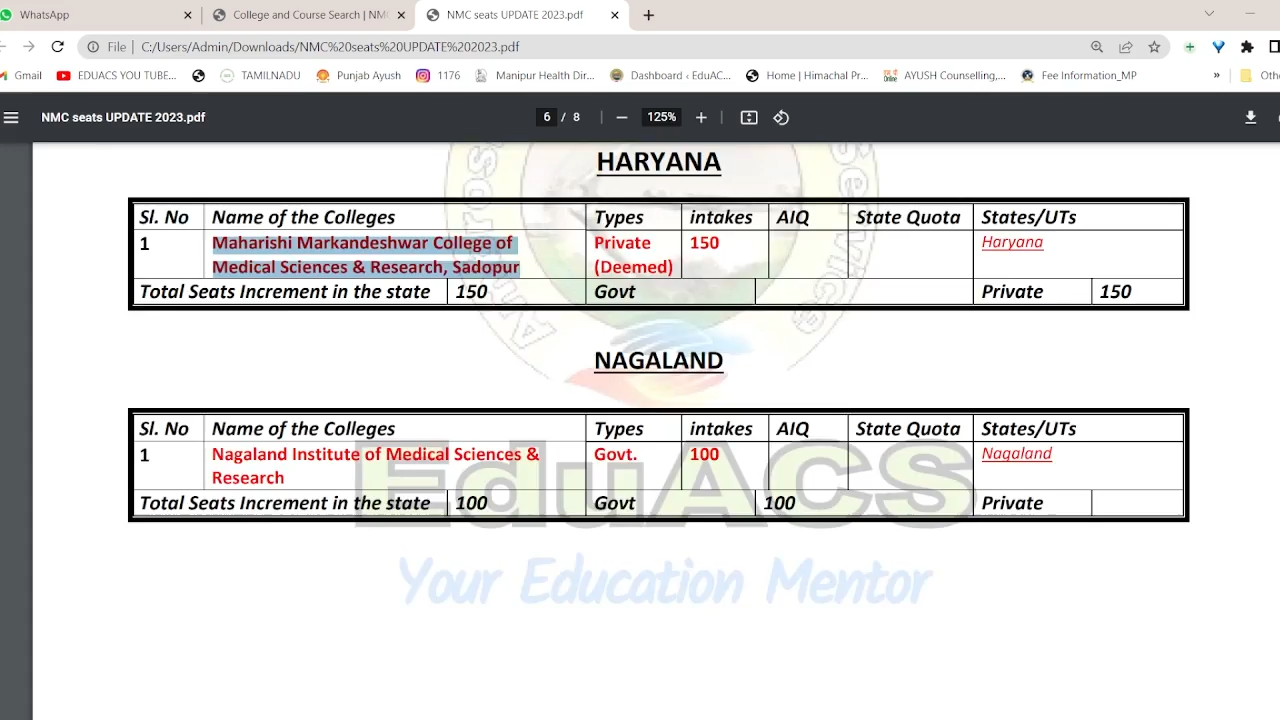 WhatsApp
College and Course Search | NMC
NMC seats UPDATE 2023.pdf
File | C:/Users/Admin/Downloads/NMC%20seats%20UPDATE%202023.pdf
Gmail
EDUACS YOU TUBE...
TAMILNADU
Punjab Ayush
1176
Manipur Health Dir...
Dashboard ‹ EduAC...
Home | Himachal Pr...
AYUSH Counselling,...
Fee Information_MP
»
Othe
NMC seats UPDATE 2023.pdf
6 / 8
125%
HARYANA
Sl. No Name of the Colleges Types intakes AIQ State Quota States/UTs
1 Maharishi Markandeshwar College of Private 150 Haryana
Medical Sciences & Research, Sadopur (Deemed)
Total Seats Increment in the state 150 Govt Private 150
NAGALAND
Sl. No Name of the Colleges Types intakes AIQ State Quota States/UTs
1 Nagaland Institute of Medical Sciences & Govt. 100 Nagaland
Research
Total Seats Increment in the state 100 Govt 100 Private
EduACS
Your Education Mentor